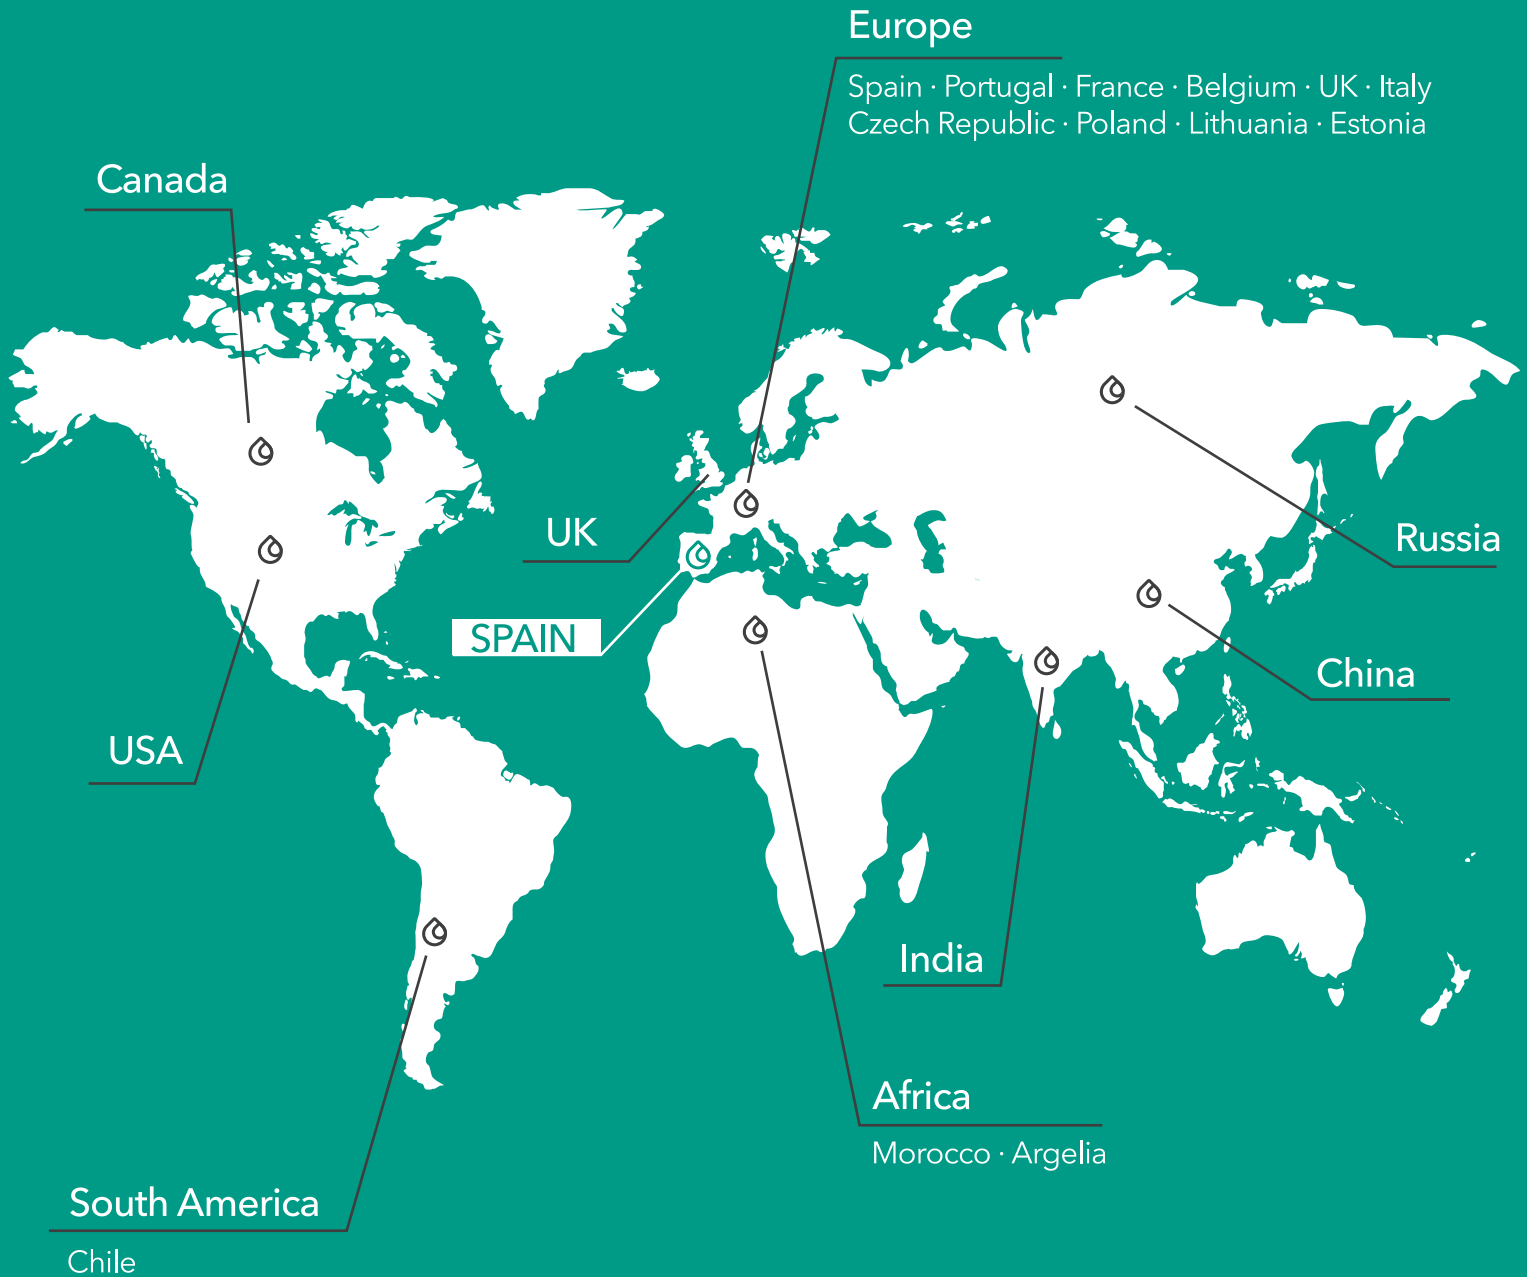 Europe
Spain · Portugal · France · Belgium · UK · Italy
Czech Republic · Poland · Lithuania · Estonia
Canada
UK
Russia
SPAIN
China
USA
India
Africa
Morocco · Argelia
South America
Chile